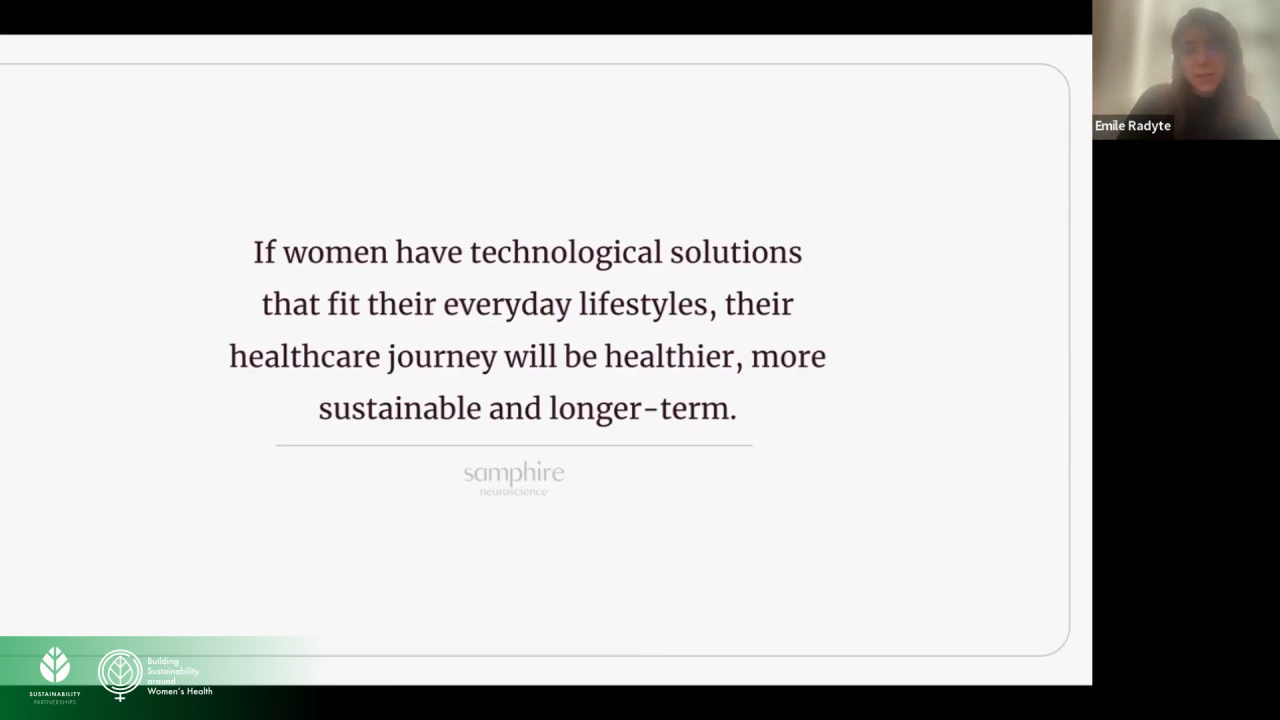 Emile Radyte
If women have technological solutions
that fit their everyday lifestyles, their
healthcare journey will be healthier, more
sustainable and longer-term.
samphire
neuroscience
SUSTAINABILITY
PARTNERSHIPS
Building
Sustainability
around
Women's Health